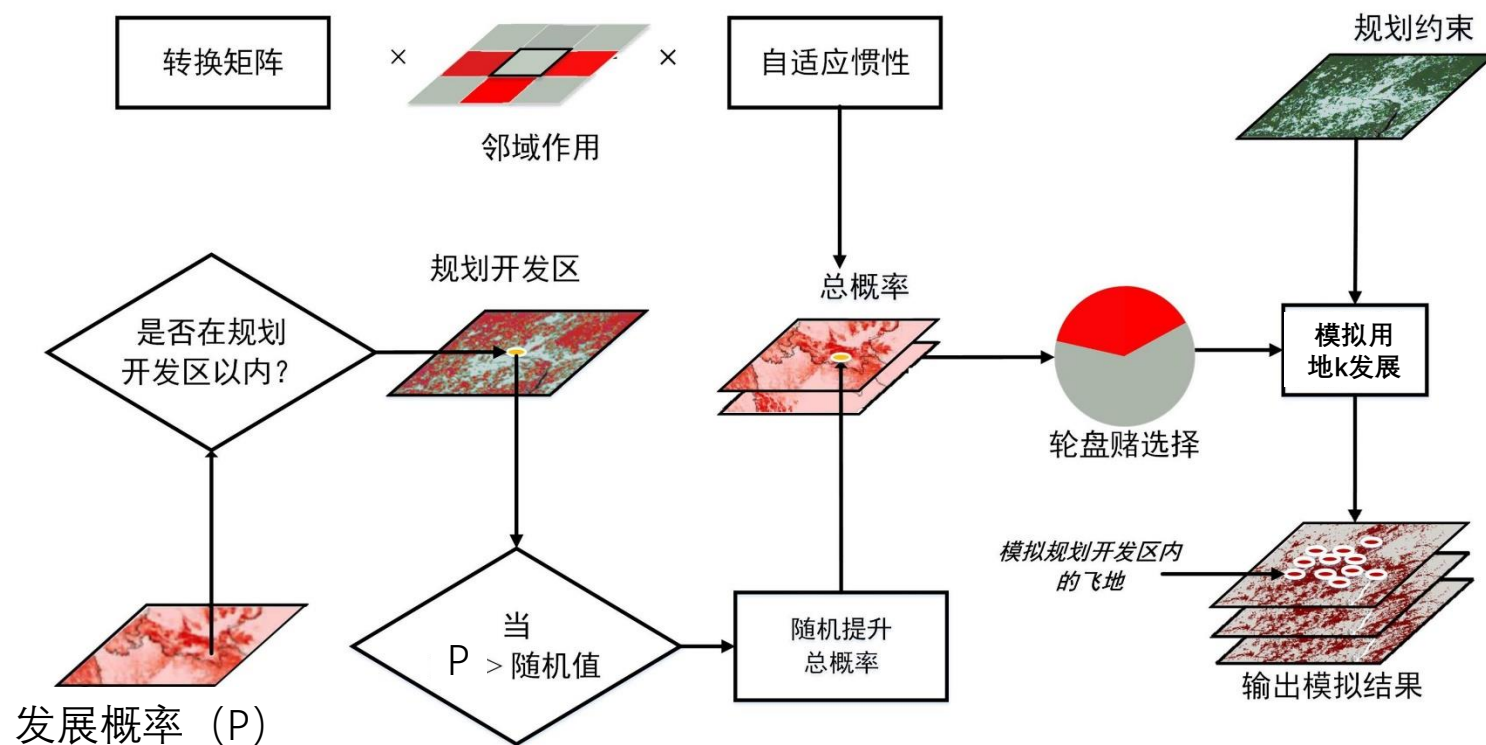 规划约束
转换矩阵
×
×
自适应惯性
邻域作用
规划开发区
总概率
是否在规划
开发区以内？
模拟用
地k发展
轮盘赌选择
模拟规划开发区内
的飞地
当
P ＞随机值
随机提升
总概率
输出模拟结果
发展概率（P）